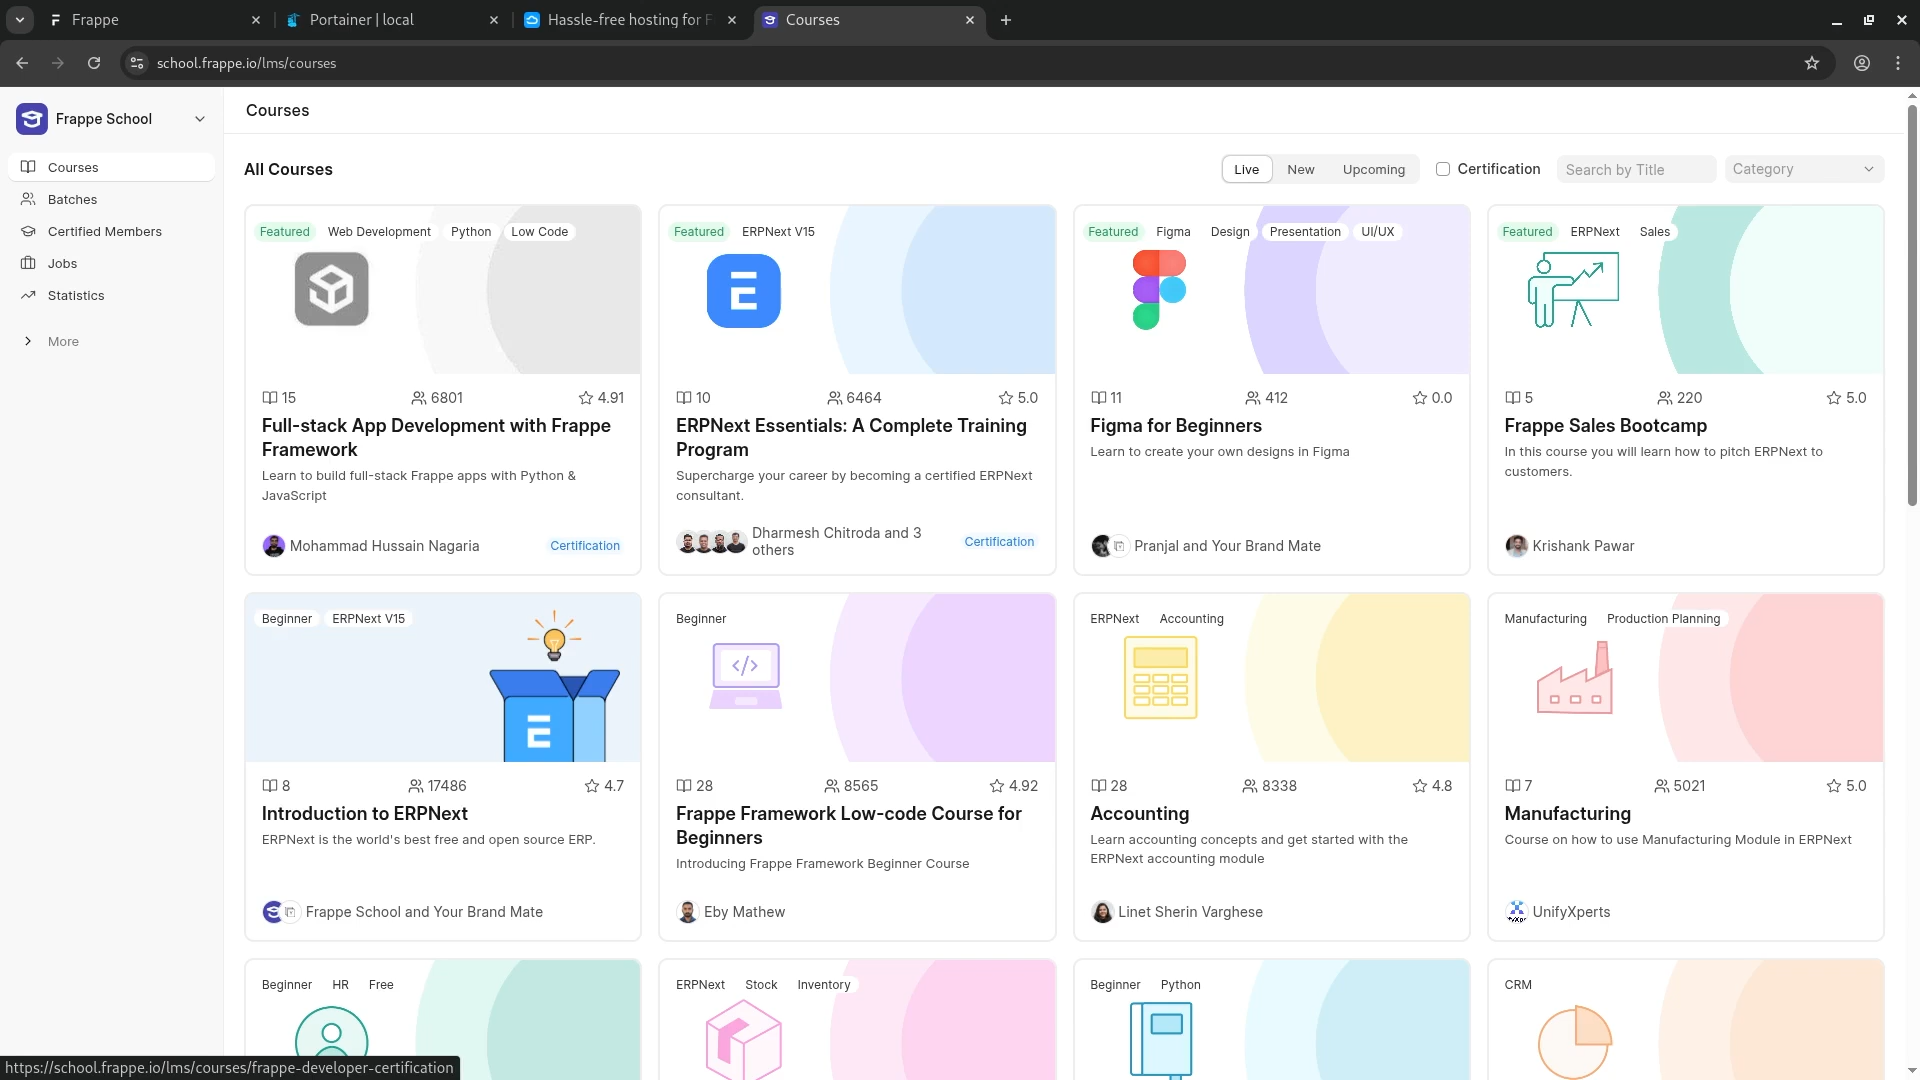 Frappe
Portainer | local
Hassle-free hosting for F
Courses
school.frappe.io/lms/courses
Frappe School
Courses
Batches
Certified Members
Jobs
Statistics
More
Courses
All Courses
Live
New
Upcoming
Certification
Search by Title
Category
Featured Web Development Python Low Code
15 6801 4.91
Full-stack App Development with Frappe
Framework
Learn to build full-stack Frappe apps with Python &
JavaScript
Mohammad Hussain Nagaria
Certification
Featured ERPNext V15
E
10 6464 5.0
ERPNext Essentials: A Complete Training
Program
Supercharge your career by becoming a certified ERPNext
consultant.
Dharmesh Chitroda and 3
others
Certification
Featured Figma Design Presentation UI/UX
11 412 0.0
Figma for Beginners
Learn to create your own designs in Figma
Pranjal and Your Brand Mate
Featured ERPNext Sales
5 220 5.0
Frappe Sales Bootcamp
In this course you will learn how to pitch ERPNext to
customers.
Krishank Pawar
Beginner ERPNext V15
E
8 17486 4.7
Introduction to ERPNext
ERPNext is the world's best free and open source ERP.
Frappe School and Your Brand Mate
Beginner
</>
28 8565 4.92
Frappe Framework Low-code Course for
Beginners
Introducing Frappe Framework Beginner Course
Eby Mathew
ERPNext Accounting
28 8338 4.8
Accounting
Learn accounting concepts and get started with the
ERPNext accounting module
Linet Sherin Varghese
Manufacturing Production Planning
7 5021 5.0
Manufacturing
Course on how to use Manufacturing Module in ERPNext
UnifyXperts
Beginner HR Free
ERPNext Stock Inventory
Beginner Python
CRM
https://school.frappe.io/lms/courses/frappe-developer-certification